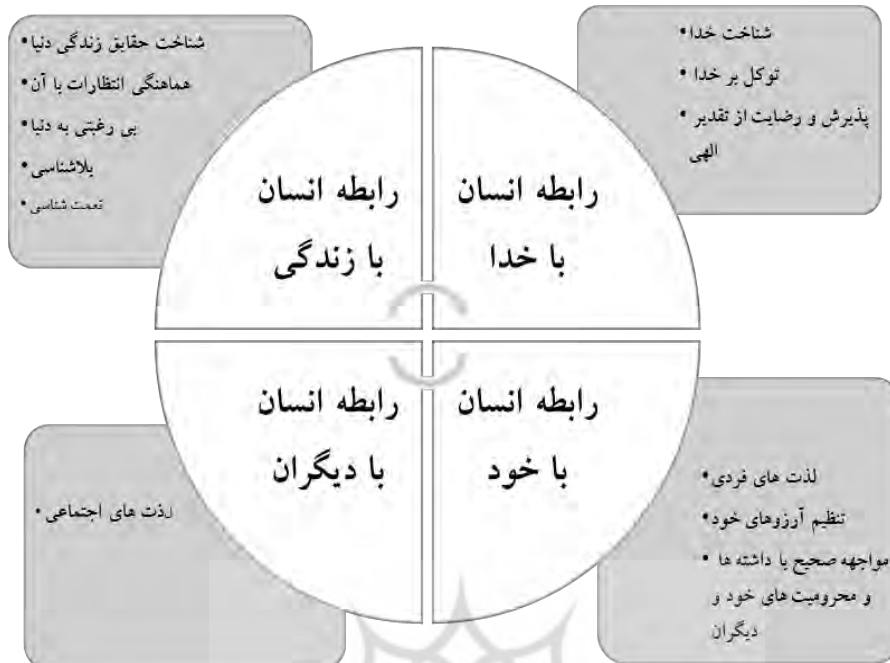 • شناخت خدا
• توکل بر خدا
• پذیرش و رضایت از تقدیر
الهی
رابطه انسان
با خدا
• شناخت حقایق زندگی دنیا
• هماهنگی انتظارات با آن
• بی رغبتی به دنیا
• بلاشناسی
• نعمت شناسی
رابطه انسان
با زندگی
رابطه انسان
با خود
• لذت های فردی
• تنظیم آرزوهای خود
• مواجهه صحیح با داشته ها
و محرومیت های خود و
دیگران
رابطه انسان
با دیگران
• لذت های اجتماعی